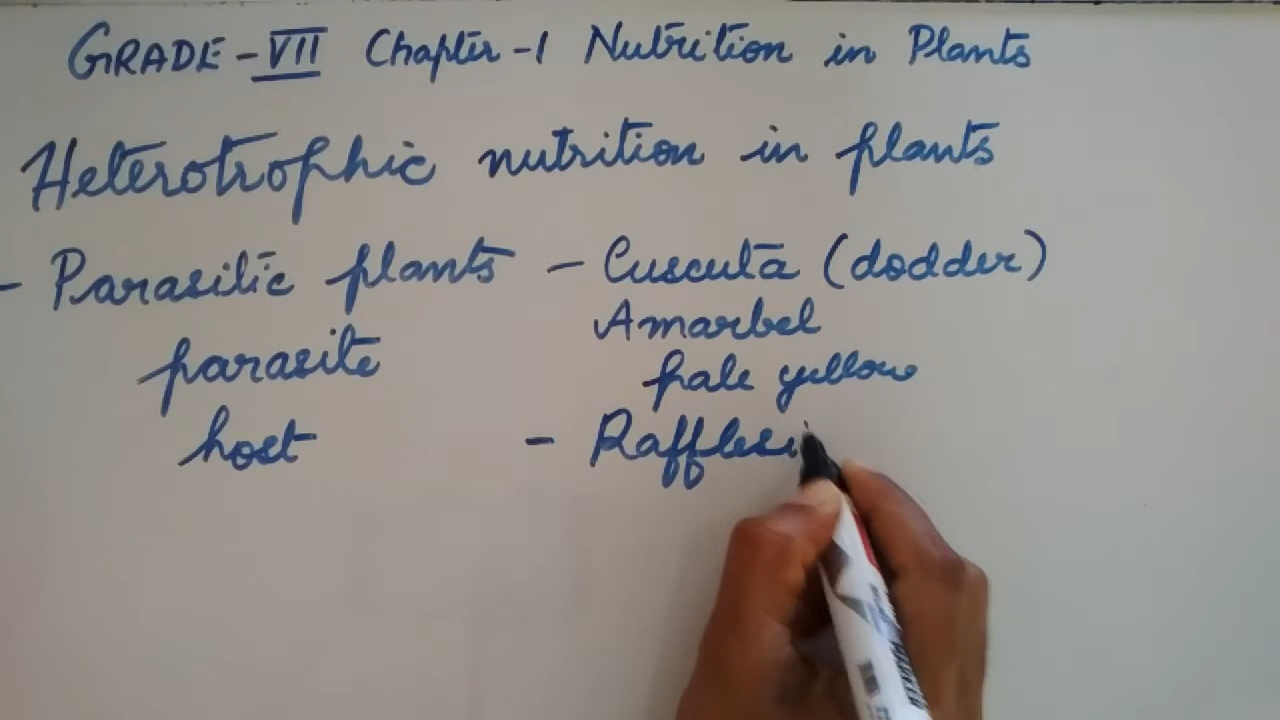 GRADE - VII Chapter - 1 Nutrition in Plants
Heterotrophic nutrition in plants
- Parasitic plants - Cuscuta (dodder)
Amarbel
parasite
pale yellow
host - Rafflesi